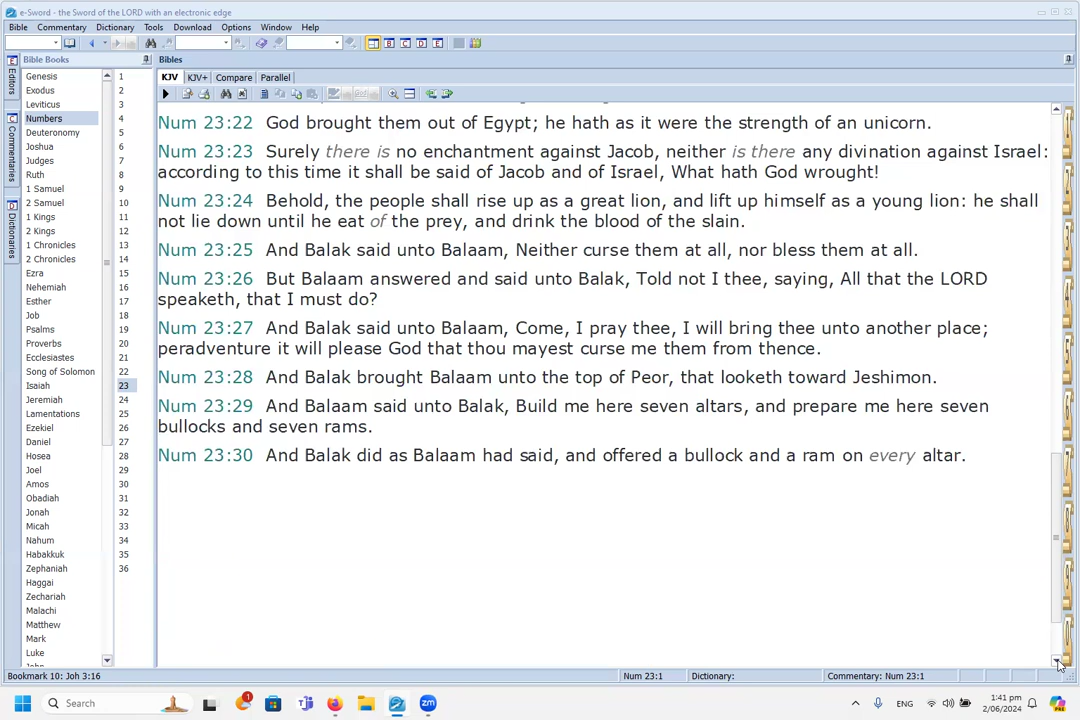 e-Sword - the Sword of the LORD with an electronic edge
Bible Commentary Dictionary Tools Download Options Window Help
B C D E
Bible Books
Bibles
Editors
Commentaries
Dictionaries
KJV KJV+ Compare Parallel
Genesis 1
Exodus 2
Leviticus 3
Numbers 4
Deuteronomy 5
Joshua 6
Judges 7
Ruth 8
1 Samuel 9
2 Samuel 10
1 Kings 11
2 Kings 12
1 Chronicles 13
2 Chronicles 14
Ezra 15
Nehemiah 16
Esther 17
Job 18
Psalms 19
Proverbs 20
Ecclesiastes 21
Song of Solomon 22
Isaiah 23
Jeremiah 24
Lamentations 25
Ezekiel 26
Daniel 27
Hosea 28
Joel 29
Amos 30
Obadiah 31
Jonah 32
Micah 33
Nahum 34
Habakkuk 35
Zephaniah 36
Haggai
Zechariah
Malachi
Matthew
Mark
Luke
John
Num 23:22 God brought them out of Egypt; he hath as it were the strength of an unicorn.
Num 23:23 Surely there is no enchantment against Jacob, neither is there any divination against Israel:
according to this time it shall be said of Jacob and of Israel, What hath God wrought!
Num 23:24 Behold, the people shall rise up as a great lion, and lift up himself as a young lion: he shall
not lie down until he eat of the prey, and drink the blood of the slain.
Num 23:25 And Balak said unto Balaam, Neither curse them at all, nor bless them at all.
Num 23:26 But Balaam answered and said unto Balak, Told not I thee, saying, All that the LORD
speaketh, that I must do?
Num 23:27 And Balak said unto Balaam, Come, I pray thee, I will bring thee unto another place;
peradventure it will please God that thou mayest curse me them from thence.
Num 23:28 And Balak brought Balaam unto the top of Peor, that looketh toward Jeshimon.
Num 23:29 And Balaam said unto Balak, Build me here seven altars, and prepare me here seven
bullocks and seven rams.
Num 23:30 And Balak did as Balaam had said, and offered a bullock and a ram on every altar.
1
2
3
4
5
6
7
8
9
0
Bookmark 10: Joh 3:16 Num 23:1 Dictionary: Commentary: Num 23:1
Search
1
zm
ENG
1:41 pm
2/06/2024
PRE